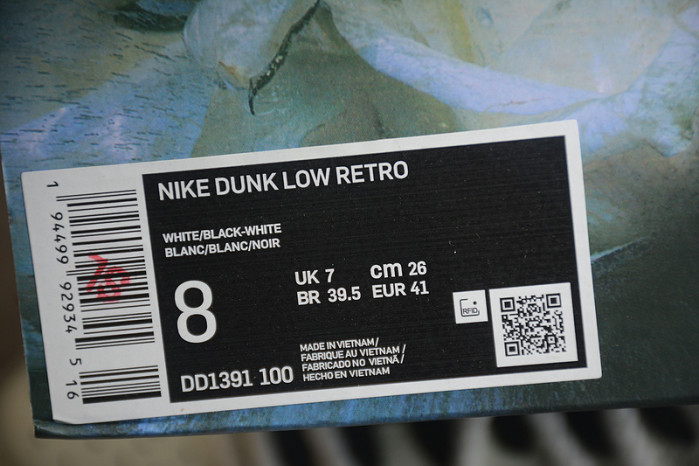 NIKE DUNK LOW RETRO
WHITE/BLACK-WHITE
BLANC/BLANC/NOIR
8
UK 7 cm 26
BR 39.5 EUR 41
RFID
DD1391 100
MADE IN VIETNAM/
FABRIQUE AU VIETNAM/
FABRICADO NO VIETNÃ/
HECHO EN VIETNAM
1 94499 92934 5 16